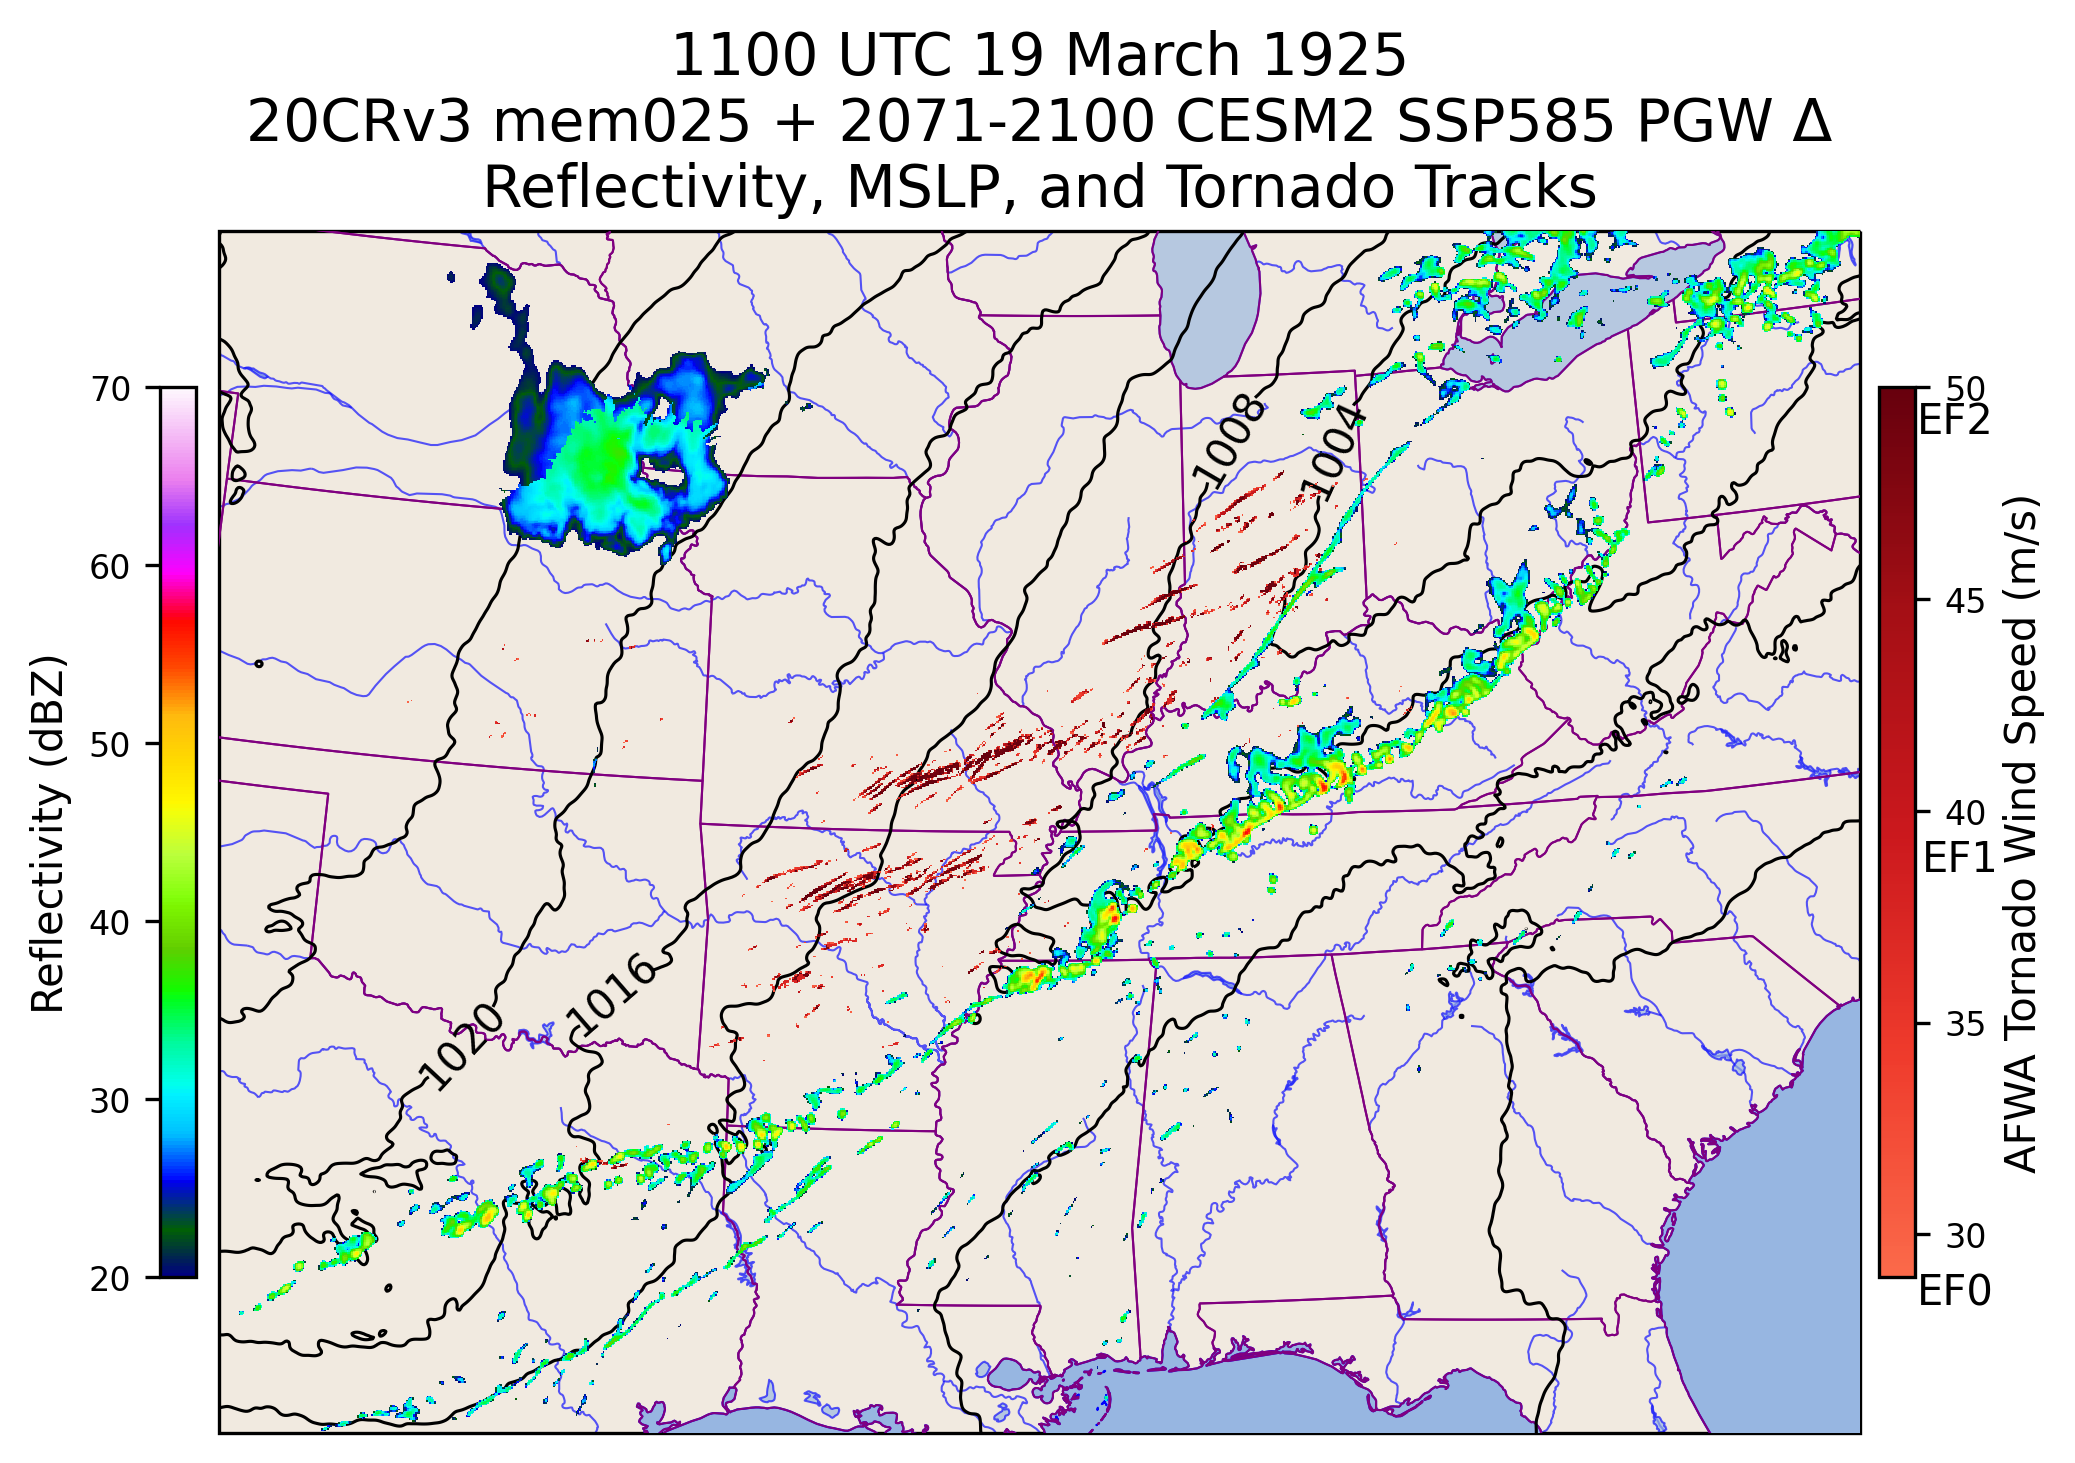 1100 UTC 19 March 1925
20CRv3 mem025 + 2071-2100 CESM2 SSP585 PGW Δ
Reflectivity, MSLP, and Tornado Tracks
70
60
50
40
30
20
Reflectivity (dBZ)
1008
1004
1016
1020
50
EF2
45
40
EF1
35
30
EF0
AFWA Tornado Wind Speed (m/s)